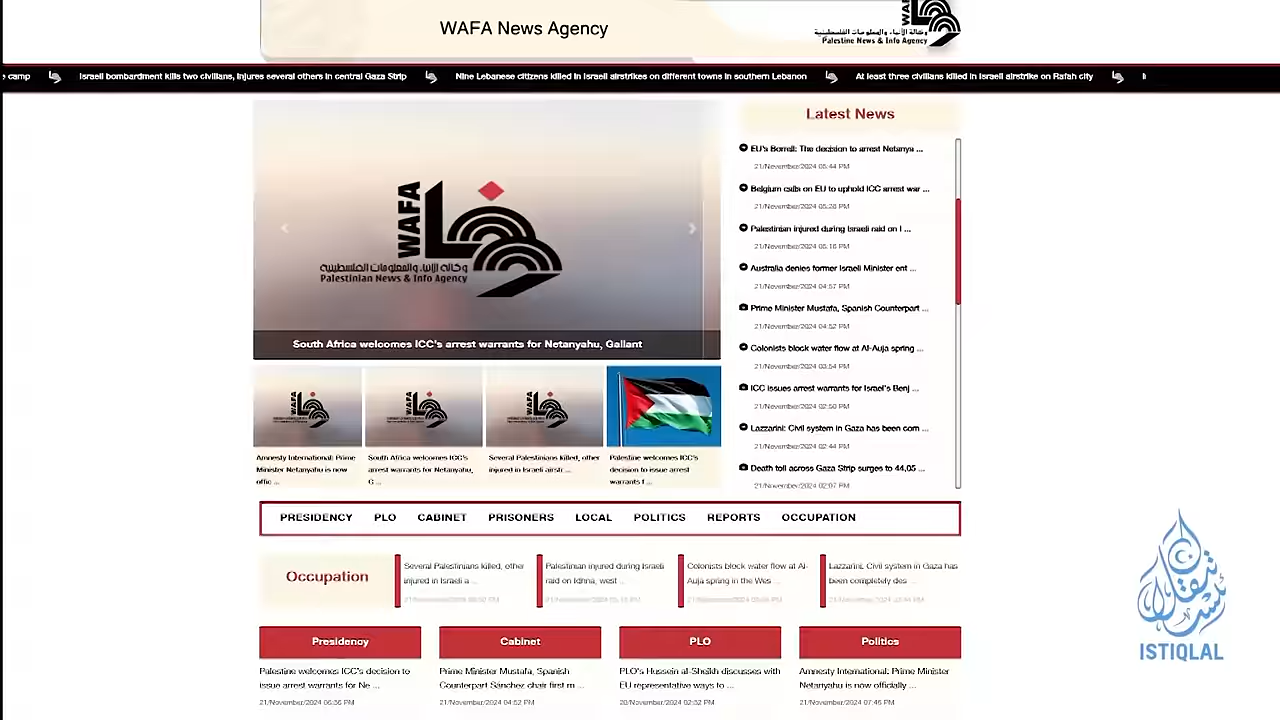 WAFA News Agency
وكالة الأنباء والمعلومات الفلسطينية
Palestine News & Info Agency
camp
Israeli bombardment kills two civilians, injures several others in central Gaza Strip
Nine Lebanese citizens killed in Israeli airstrikes on different towns in southern Lebanon
At least three civilians killed in Israeli airstrike on Rafah city
WAFA
وفا
وكالة الأنباء والمعلومات الفلسطينية
Palestinian News & Info Agency
South Africa welcomes ICC's arrest warrants for Netanyahu, Gallant
Amnesty International: Prime
Minister Netanyahu is now
offic ...
South Africa welcomes ICC's
arrest warrants for Netanyahu,
G ...
Several Palestinians killed, other
injured in Israeli airstr ...
Palestine welcomes ICC's
decision to issue arrest
warrants f ...
Latest News
EU's Borrell: The decision to arrest Netanya ...
21/November/2024 05:44 PM
Belgium calls on EU to uphold ICC arrest war ...
21/November/2024 05:28 PM
Palestinian injured during Israeli raid on I ...
21/November/2024 05:18 PM
Australia denies former Israeli Minister ent ...
21/November/2024 04:57 PM
Prime Minister Mustafa, Spanish Counterpart ...
21/November/2024 04:52 PM
Colonists block water flow at Al-Auja spring ...
21/November/2024 03:54 PM
ICC issues arrest warrants for Israel's Benj ...
21/November/2024 02:50 PM
Lazzarini: Civil system in Gaza has been com ...
21/November/2024 02:44 PM
Death toll across Gaza Strip surges to 44,05 ...
21/November/2024 02:07 PM
PRESIDENCY PLO CABINET PRISONERS LOCAL POLITICS REPORTS OCCUPATION
Occupation
Several Palestinians killed, other
injured in Israeli a ...
Palestinian injured during Israeli
raid on Idhna, west ...
Colonists block water flow at Al-
Auja spring in the Wes ...
Lazzarini: Civil system in Gaza has
been completely des ...
Presidency
Palestine welcomes ICC's decision to
issue arrest warrants for Ne ...
21/November/2024 06:36 PM
Cabinet
Prime Minister Mustafa, Spanish
Counterpart Sánchez chair first m ...
21/November/2024 04:52 PM
PLO
PLO's Hussein al-Sheikh discusses with
EU representative ways to ...
20/November/2024 02:52 PM
Politics
Amnesty International: Prime Minister
Netanyahu is now officially ...
21/November/2024 07:45 PM
ISTIQLAL